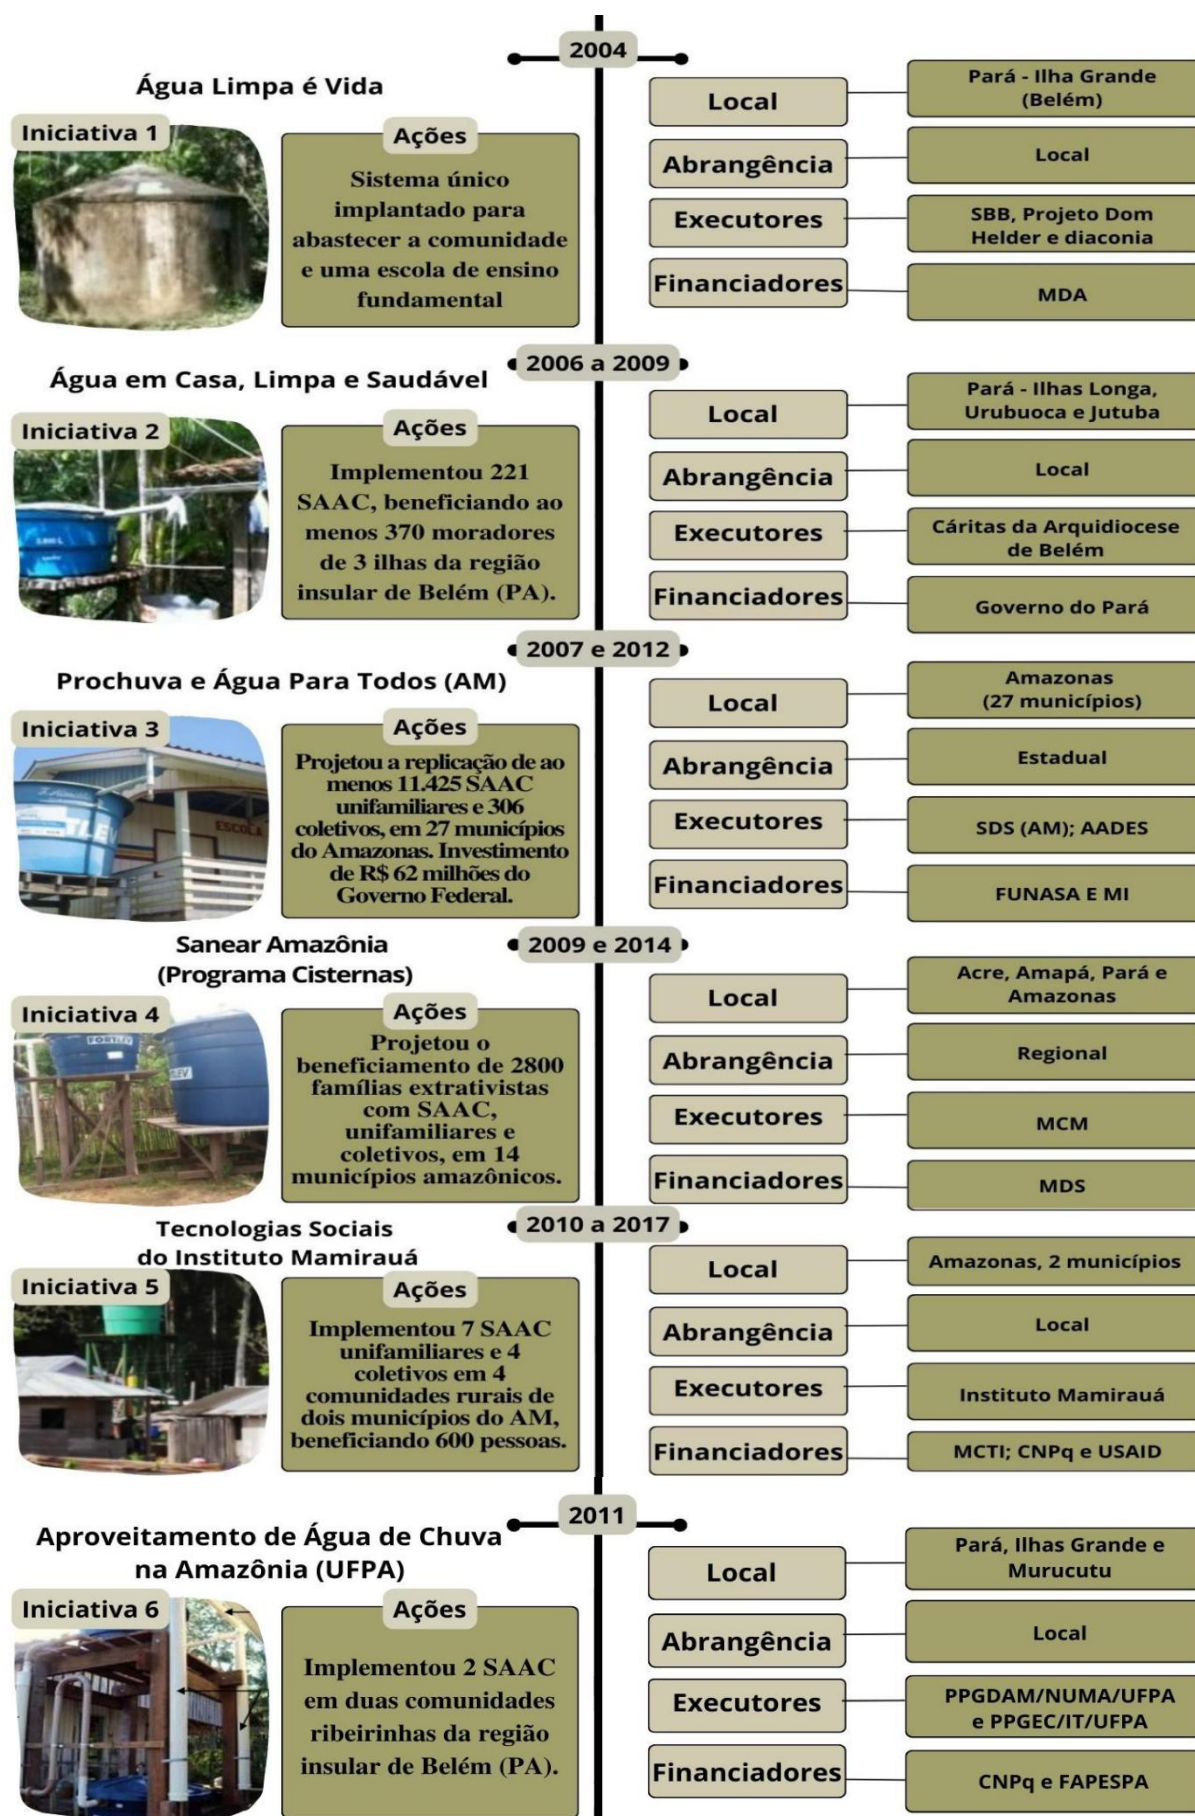 2004
Água Limpa é Vida
Iniciativa 1
Ações
Sistema único
implantado para
abastecer a comunidade
e uma escola de ensino
fundamental
Local
Pará - Ilha Grande
(Belém)
Abrangência
Local
Executores
SBB, Projeto Dom
Helder e diaconia
Financiadores
MDA
2006 a 2009
Água em Casa, Limpa e Saudável
Iniciativa 2
Ações
Implementou 221
SAAC, beneficiando ao
menos 370 moradores
de 3 ilhas da região
insular de Belém (PA).
Local
Pará - Ilhas Longa,
Urubuoca e Jutuba
Abrangência
Local
Executores
Cáritas da Arquidiocese
de Belém
Financiadores
Governo do Pará
2007 e 2012
Prochuva e Água Para Todos (AM)
Iniciativa 3
ESCOLA
Ações
Projetou a replicação de ao
menos 11.425 SAAC
unifamiliares e 306
coletivos, em 27 municípios
do Amazonas. Investimento
de R$ 62 milhões do
Governo Federal.
Local
Amazonas
(27 municípios)
Abrangência
Estadual
Executores
SDS (AM); AADES
Financiadores
FUNASA E MI
2009 e 2014
Sanear Amazônia
(Programa Cisternas)
Iniciativa 4
FORTLEV
Ações
Projetou o
beneficiamento de 2800
famílias extrativistas
com SAAC,
unifamiliares e
coletivos, em 14
municípios amazônicos.
Local
Acre, Amapá, Pará e
Amazonas
Abrangência
Regional
Executores
MCM
Financiadores
MDS
2010 a 2017
Tecnologias Sociais
do Instituto Mamirauá
Iniciativa 5
Ações
Implementou 7 SAAC
unifamiliares e 4
coletivos em 4
comunidades rurais de
dois municípios do AM,
beneficiando 600 pessoas.
Local
Amazonas, 2 municípios
Abrangência
Local
Executores
Instituto Mamirauá
Financiadores
MCTI; CNPq e USAID
2011
Aproveitamento de Água de Chuva
na Amazônia (UFPA)
Iniciativa 6
Ações
Implementou 2 SAAC
em duas comunidades
ribeirinhas da região
insular de Belém (PA).
Local
Pará, Ilhas Grande e
Murucutu
Abrangência
Local
Executores
PPGDAM/NUMA/UFPA
e PPGEC/IT/UFPA
Financiadores
CNPq e FAPESPA